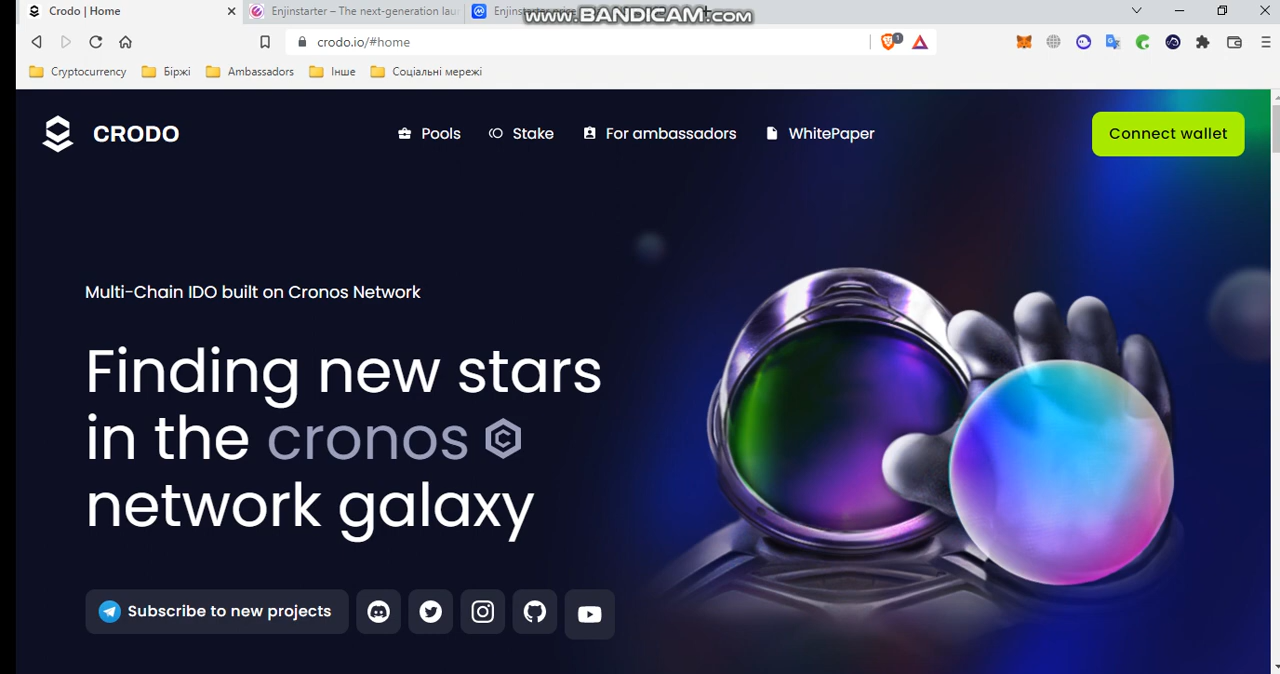 Crodo | Home
Enjinstarter – The next-generation lau
Enjinstarter
www.BANDICAM.com
crodo.io/#home
1
Cryptocurrency
Біржі
Ambassadors
Інше
Соціальні мережі
CRODO
Pools
Stake
For ambassadors
WhitePaper
Connect wallet
Multi-Chain IDO built on Cronos Network
Finding new stars
in the cronos
network galaxy
Subscribe to new projects